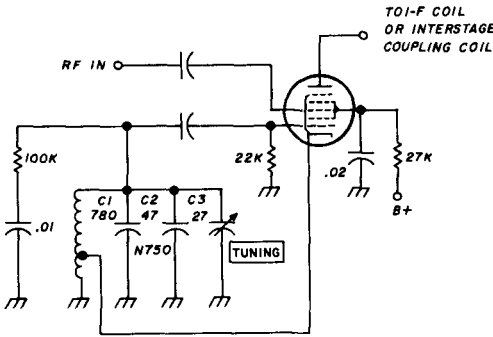 TO I-F COIL
OR INTERSTAGE
COUPLING COIL
RF IN
100K
22K
.02
27K
B+
.01
C1
780
C2
47
N750
C3
27
TUNING